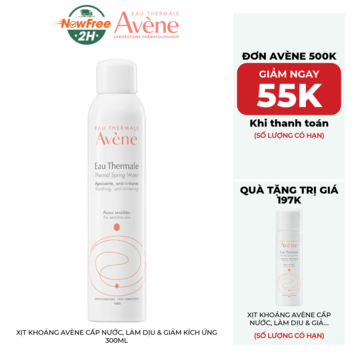 NowFree
2H
EAU THERMALE
Avène
LABORATOIRE DERMATOLOGIQUE
EAU THERMALE
Avène
Eau Thermale
Thermal Spring Water
Apaisante, anti-irritante
Soothing, anti-irritating
Peaux sensibles
For sensitive skin
XỊT KHOÁNG AVÈNE CẤP NƯỚC, LÀM DỊU & GIẢM KÍCH ỨNG
300ML
ĐƠN AVÈNE 500K
GIẢM NGAY
55K
Khi thanh toán
(SỐ LƯỢNG CÓ HẠN)
QUÀ TẶNG TRỊ GIÁ
197K
Avène
Eau Thermale
XỊT KHOÁNG AVÈNE CẤP
NƯỚC, LÀM DỊU & GIẢ...
(SỐ LƯỢNG CÓ HẠN)